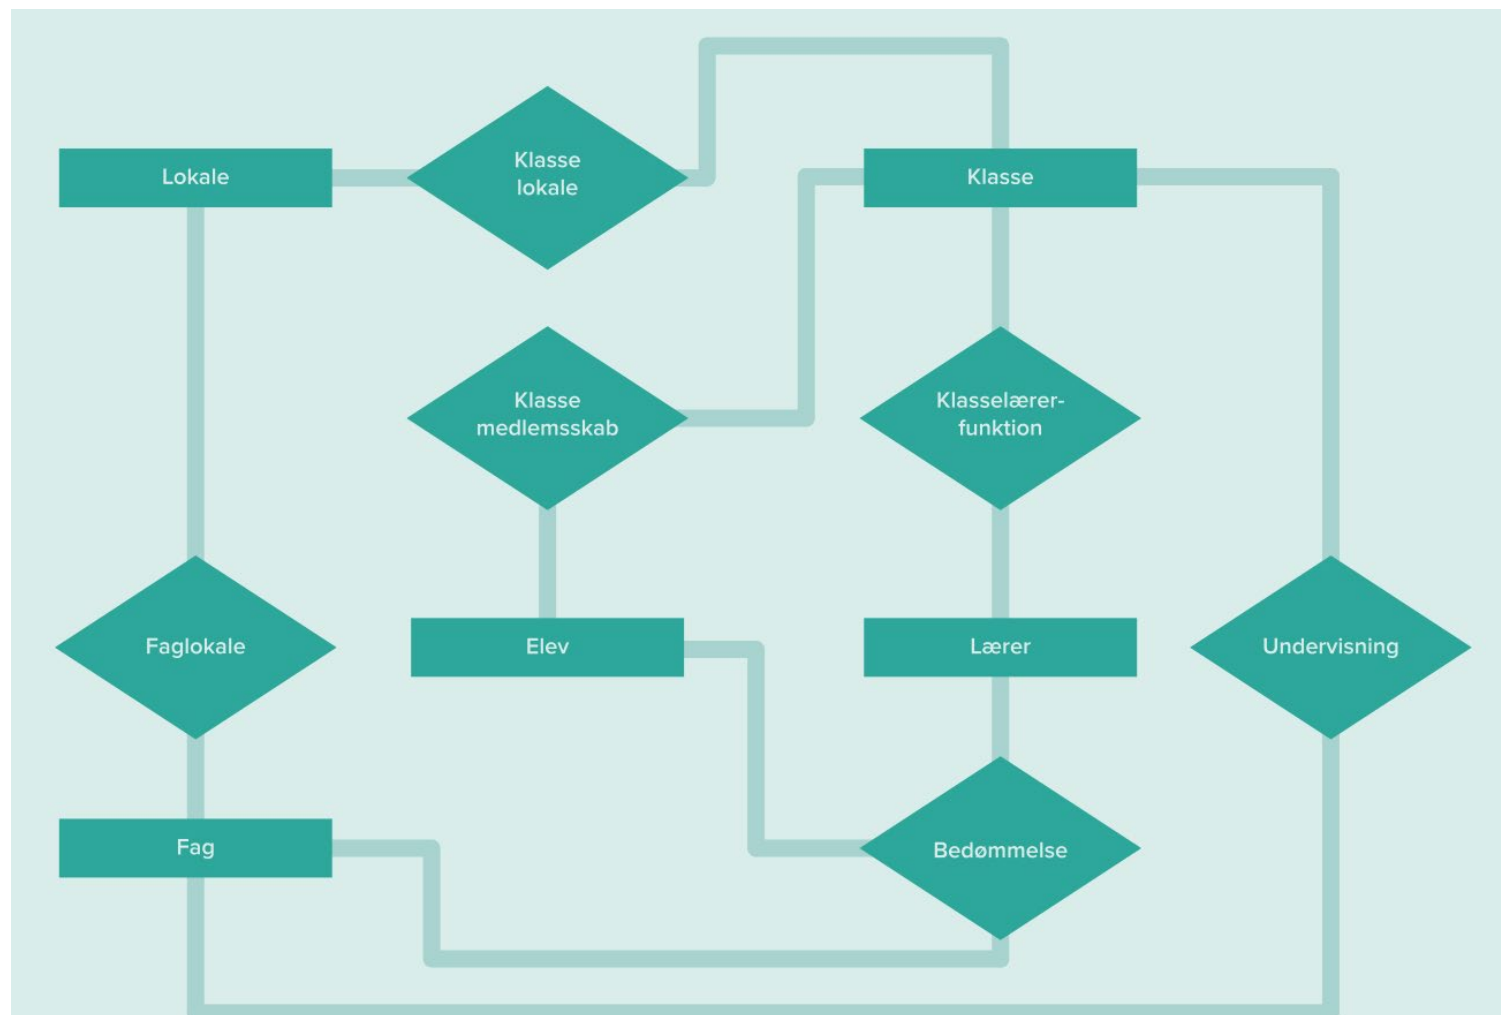 Lokale
Klasse
lokale
Klasse
Klasse
medlemsskab
Klasselærer-
funktion
Faglokale
Elev
Lærer
Undervisning
Fag
Bedømmelse